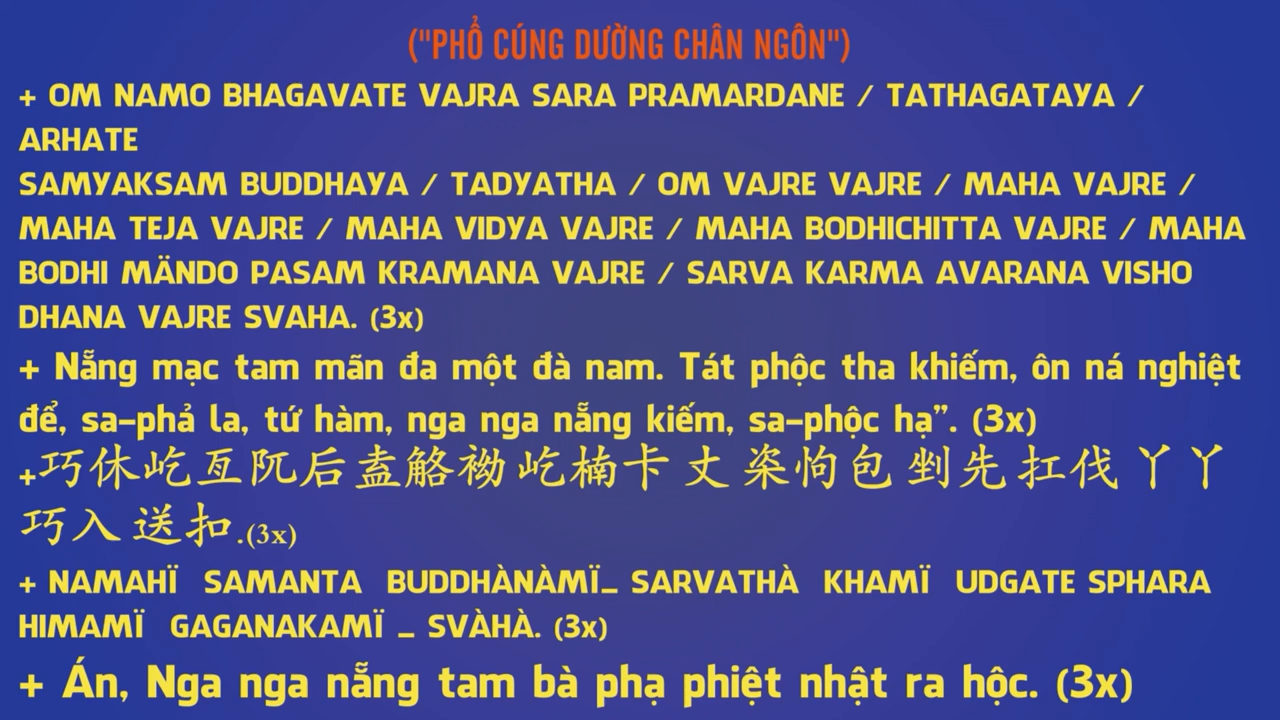 ("PHỔ CÚNG DƯỜNG CHÂN NGÔN")
+ OM NAMO BHAGAVATE VAJRA SARA PRAMARDANE / TATHAGATAYA /
ARHATE
SAMYAKSAM BUDDHAYA / TADYATHA / OM VAJRE VAJRE / MAHA VAJRE /
MAHA TEJA VAJRE / MAHA VIDYA VAJRE / MAHA BODHICHITTA VAJRE / MAHA
BODHI MÄNDO PASAM KRAMANA VAJRE / SARVA KARMA AVARANA VISHO
DHANA VAJRE SVAHA. (3x)
+ Nẵng mạc tam mãn đa một đà nam. Tát phộc tha khiếm, ôn ná nghiệt
để, sa-phả la, tứ hàm, nga nga nẵng kiếm, sa-phộc hạ”. (3x)
+巧休屹亙阢后盍觡袎屹楠卡丈 栥怐包 剉先扛伐 丫丫
巧入送扣.(3x)
+ NAMAHÏ SAMANTA BUDDHÀNÀMÏ_ SARVATHÀ KHAMÏ UDGATE SPHARA
HIMAMÏ GAGANAKAMÏ _ SVÀHÀ. (3x)
+ Án, Nga nga nẵng tam bà phạ phiệt nhật ra hộc. (3x)